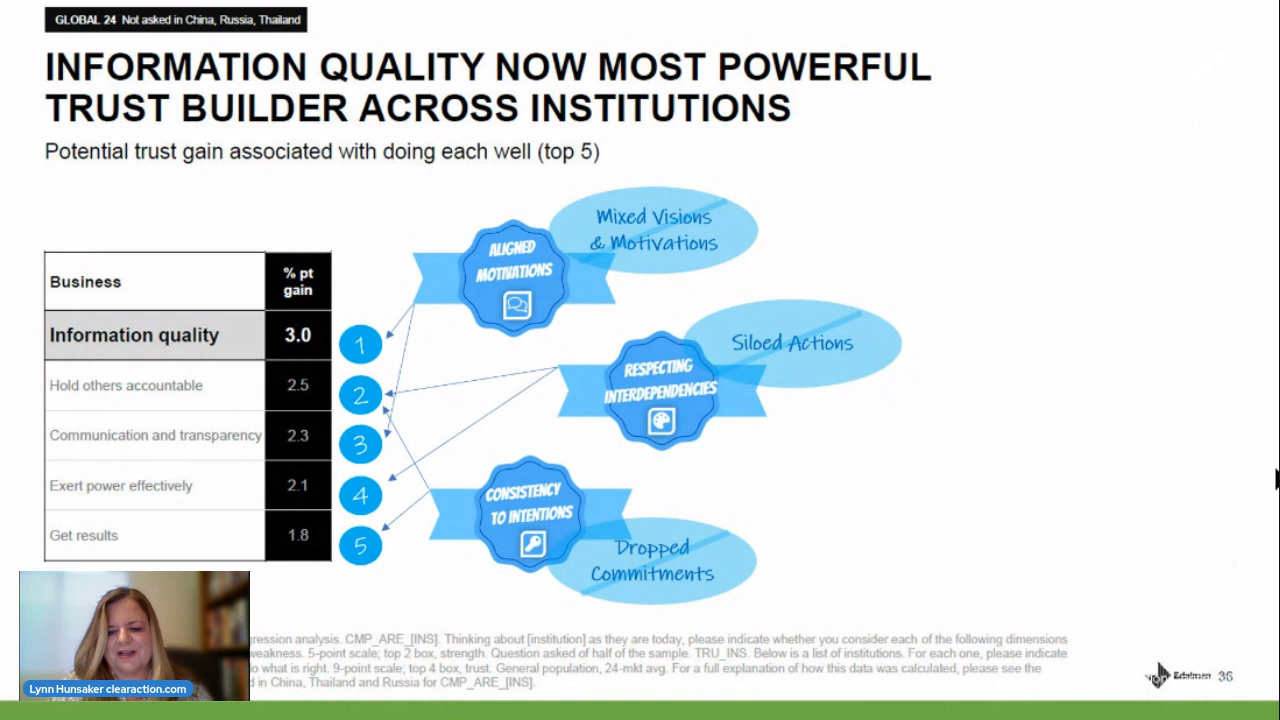 GLOBAL 24 Not asked in China, Russia, Thailand
INFORMATION QUALITY NOW MOST POWERFUL
TRUST BUILDER ACROSS INSTITUTIONS
Potential trust gain associated with doing each well (top 5)
Business
% pt
gain
Information quality 3.0
Hold others accountable 2.5
Communication and transparency 2.3
Exert power effectively 2.1
Get results 1.8
1
2
3
4
5
ALIGNED
MOTIVATIONS
Mixed Visions
& Motivations
RESPECTING
INTERDEPENDENCIES
Siloed Actions
CONSISTENCY
TO INTENTIONS
Dropped
Commitments
gression analysis. CMP_ARE_[INS]. Thinking about [institution] as they are today, please indicate whether you consider each of the following dimensions
weakness. 5-point scale; top 2 box, strength. Question asked of half of the sample. TRU_INS. Below is a list of institutions. For each one, please indicate
o what is right. 9-point scale; top 4 box, trust. General population, 24-mkt avg. For a full explanation of how this data was calculated, please see the
d in China, Thailand and Russia for CMP_ARE_[INS].
Lynn Hunsaker clearaction.com
Edelman
36